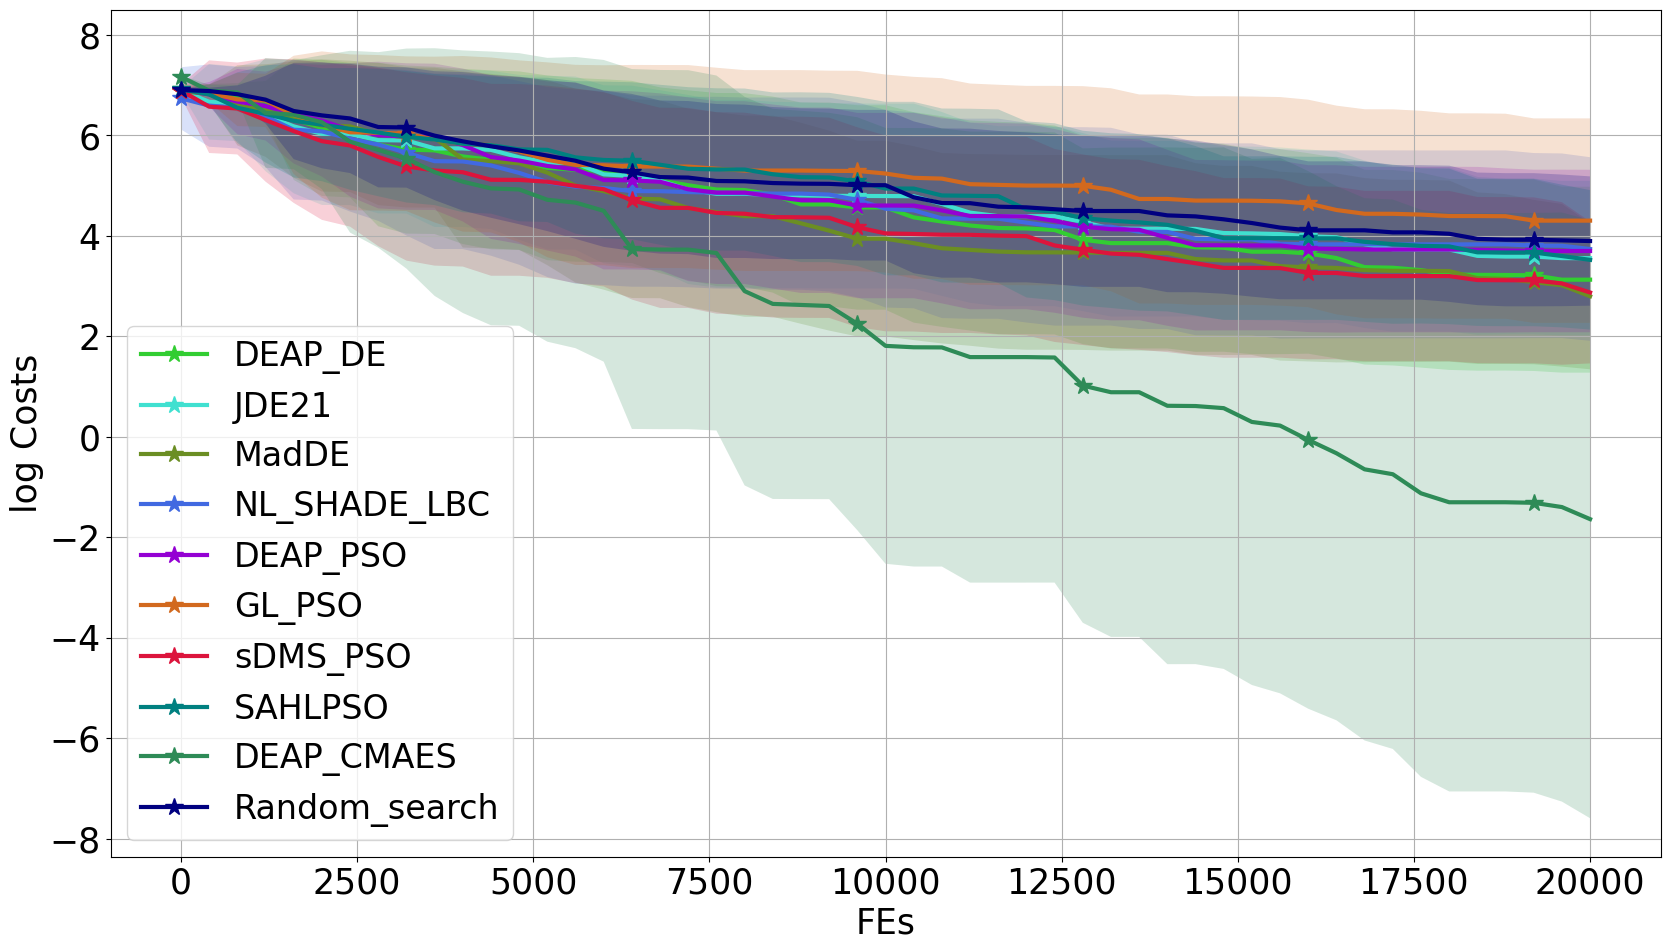 8
6
4
2
0
−2
−4
−6
−8
log Costs
DEAP_DE
JDE21
MadDE
NL_SHADE_LBC
DEAP_PSO
GL_PSO
sDMS_PSO
SAHLPSO
DEAP_CMAES
Random_search
0 2500 5000 7500 10000 12500 15000 17500 20000
FEs